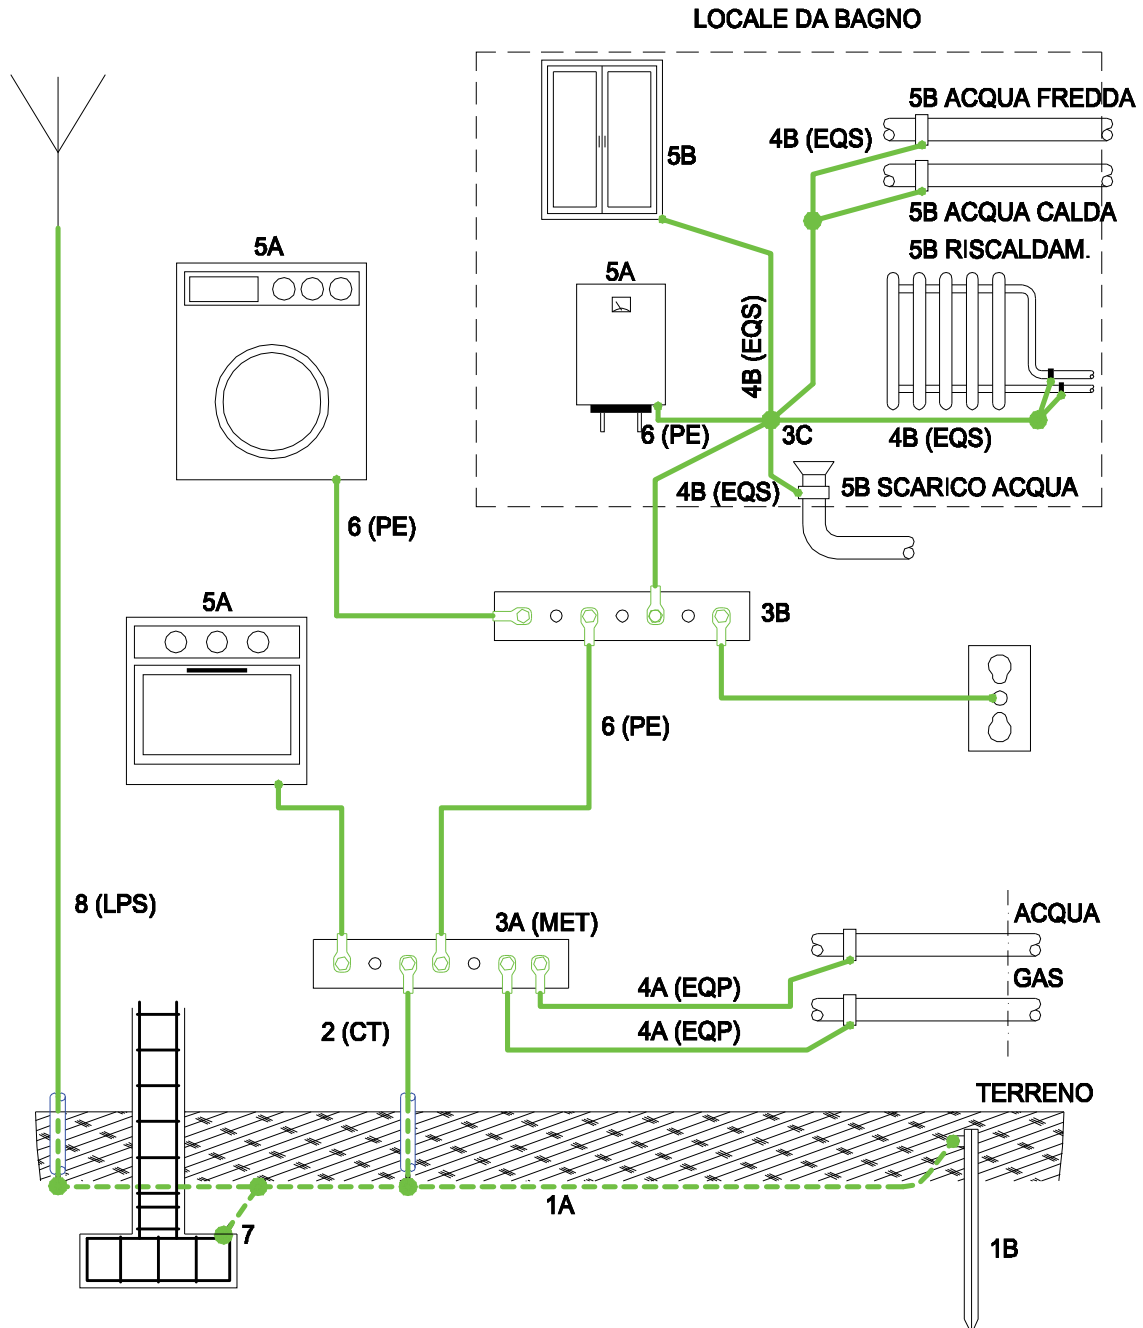 LOCALE DA BAGNO
5B ACQUA FREDDA
4B (EQS)
5B
5B ACQUA CALDA
5A
5B RISCALDAM.
5A
4B (EQS)
6 (PE)
3C
4B (EQS)
4B (EQS)
5B SCARICO ACQUA
6 (PE)
5A
3B
6 (PE)
8 (LPS)
3A (MET)
ACQUA
GAS
4A (EQP)
2 (CT)
4A (EQP)
TERRENO
1A
7
1B